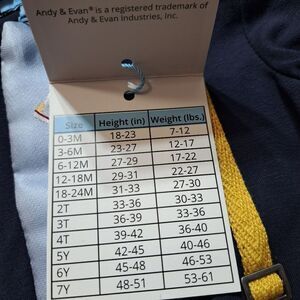 Andy & Evan® is a registered trademark of
Andy & Evan Industries, Inc.
Size Height (in) Weight (lbs.)
0-3M 18-23 7-12
3-6M 23-27 12-17
6-12M 27-29 17-22
12-18M 29-31 22-27
18-24M 31-33 27-30
2T 33-36 30-33
3T 36-39 33-36
4T 39-42 36-40
5Y 42-45 40-46
6Y 45-48 46-53
7Y 48-51 53-61